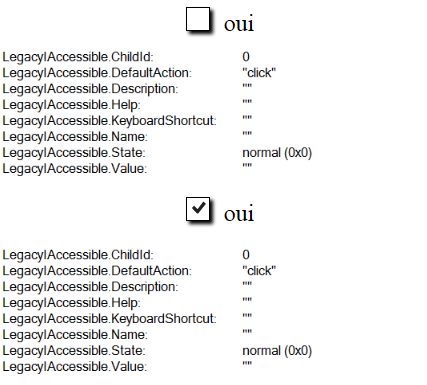 oui
LegacyIAccessible.ChildId: 0
LegacyIAccessible.DefaultAction: "click"
LegacyIAccessible.Description: ""
LegacyIAccessible.Help: ""
LegacyIAccessible.KeyboardShortcut: ""
LegacyIAccessible.Name: ""
LegacyIAccessible.State: normal (0x0)
LegacyIAccessible.Value: ""
oui
LegacyIAccessible.ChildId: 0
LegacyIAccessible.DefaultAction: "click"
LegacyIAccessible.Description: ""
LegacyIAccessible.Help: ""
LegacyIAccessible.KeyboardShortcut: ""
LegacyIAccessible.Name: ""
LegacyIAccessible.State: normal (0x0)
LegacyIAccessible.Value: ""